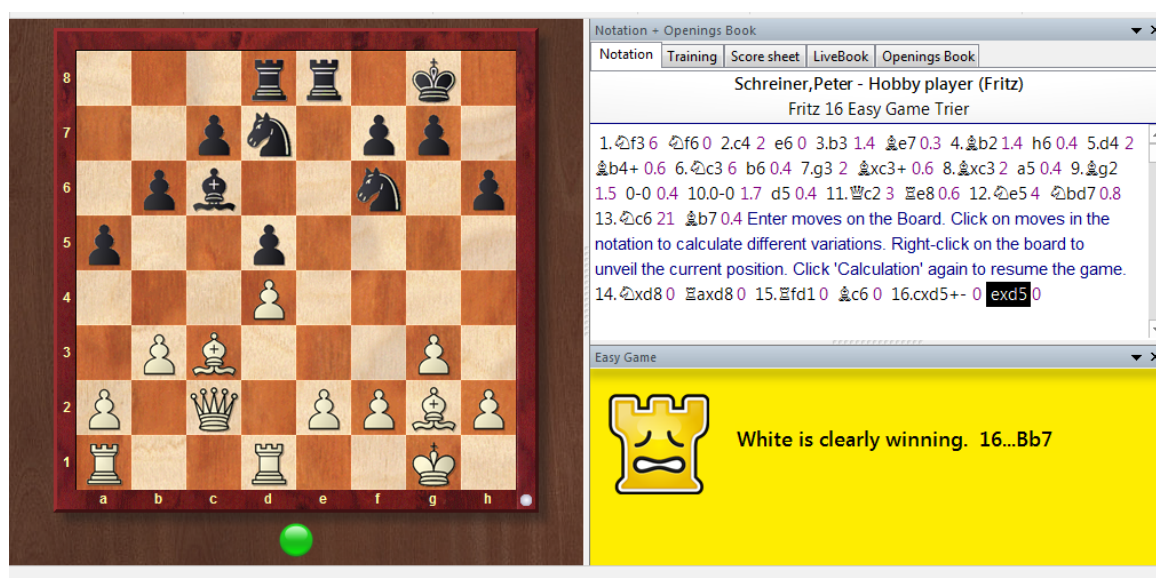 Notation + Openings Book
Notation Training Score sheet LiveBook Openings Book
Schreiner,Peter - Hobby player (Fritz)
Fritz 16 Easy Game Trier
1.♘f3 6 ♘f6 0 2.c4 2 e6 0 3.b3 1.4 ♗e7 0.3 4.♗b2 1.4 h6 0.4 5.d4 2
♗b4+ 0.6 6.♘c3 6 b6 0.4 7.g3 2 ♗xc3+ 0.6 8.♗xc3 2 a5 0.4 9.♗g2
1.5 0-0 0.4 10.0-0 1.7 d5 0.4 11.♕c2 3 ♖e8 0.6 12.♘e5 4 ♘bd7 0.8
13.♘c6 21 ♗b7 0.4 Enter moves on the Board. Click on moves in the
notation to calculate different variations. Right-click on the board to
unveil the current position. Click 'Calculation' again to resume the game.
14.♘xd8 0 ♖axd8 0 15.♖fd1 0 ♗c6 0 16.cxd5+- 0 exd5 0
Easy Game
White is clearly winning. 16...Bb7
8
7
6
5
4
3
2
1
a b c d e f g h